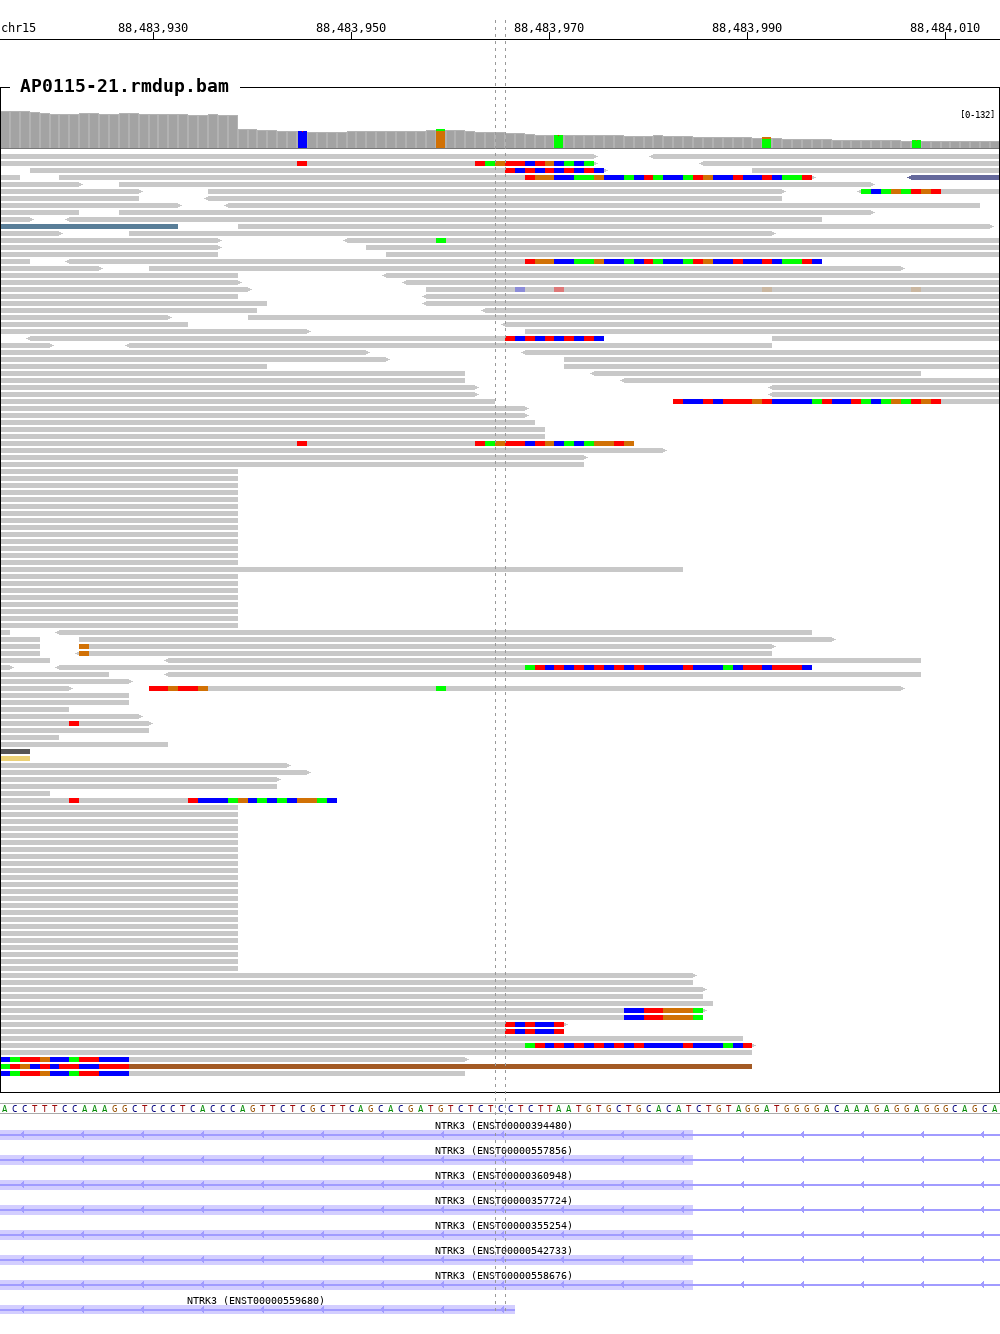 chr15 88,483,930 88,483,950 88,483,970 88,483,990 88,484,010
AP0115-21.rmdup.bam
[0-132]
A C C T T T C C A A A G G C T C C C T C A C C C A G T T C T C G C T T C A G C A C G A T G T C T C T C C T C T T A A T G T G C T G C A C A T C T G T A G G A T G G G G A C A A A G A G G A G G G C A G C A
NTRK3 (ENST00000394480)
NTRK3 (ENST00000557856)
NTRK3 (ENST00000360948)
NTRK3 (ENST00000357724)
NTRK3 (ENST00000355254)
NTRK3 (ENST00000542733)
NTRK3 (ENST00000558676)
NTRK3 (ENST00000559680)